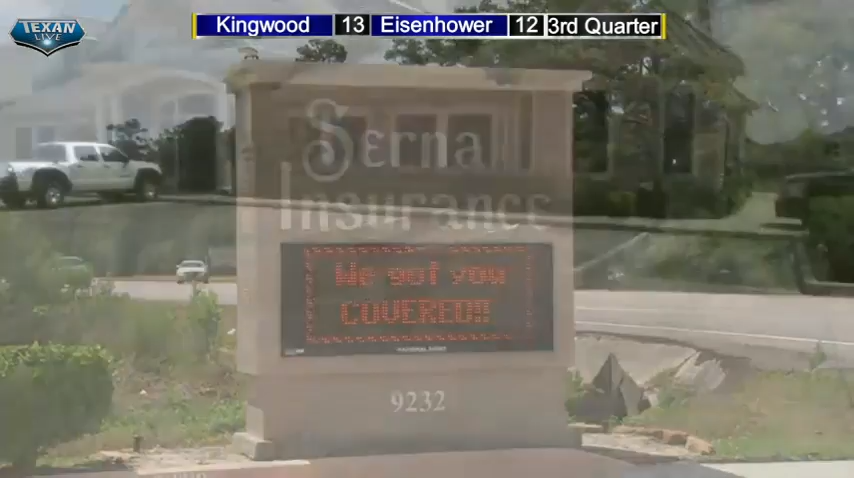 TEXAN LIVE
Kingwood 13 Eisenhower 12 3rd Quarter
Serna
Insurance
We got you
COVERED!!
9232